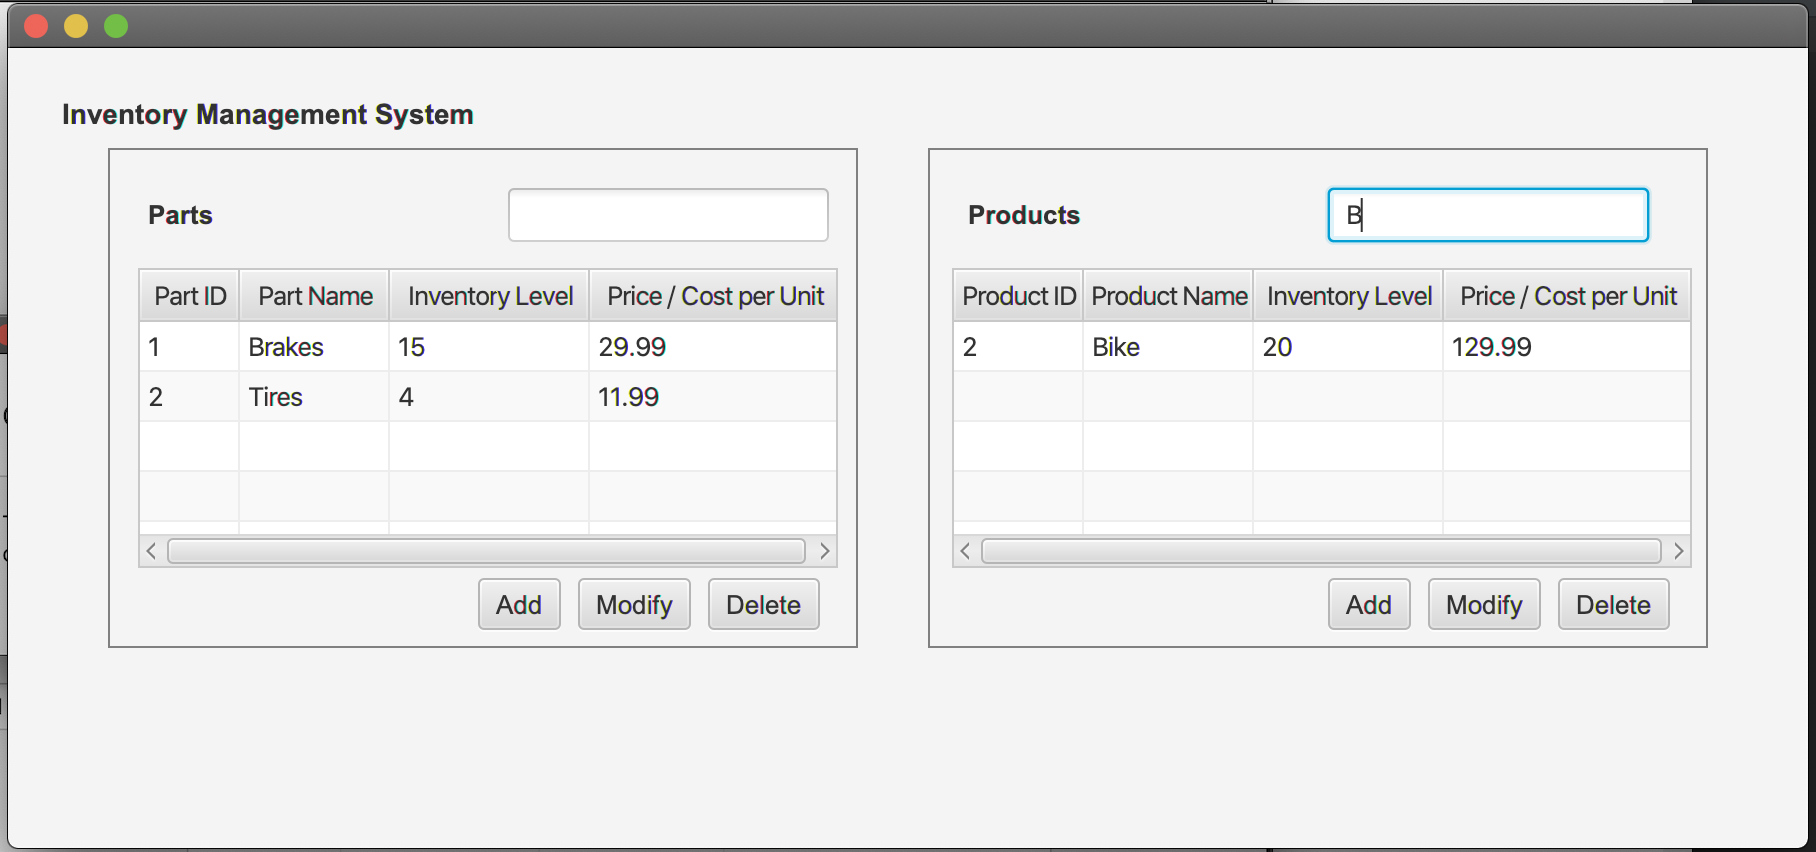 Inventory Management System
Parts
Part ID Part Name Inventory Level Price / Cost per Unit
1 Brakes 15 29.99
2 Tires 4 11.99
Add Modify Delete
Products B
Product ID Product Name Inventory Level Price / Cost per Unit
2 Bike 20 129.99
Add Modify Delete